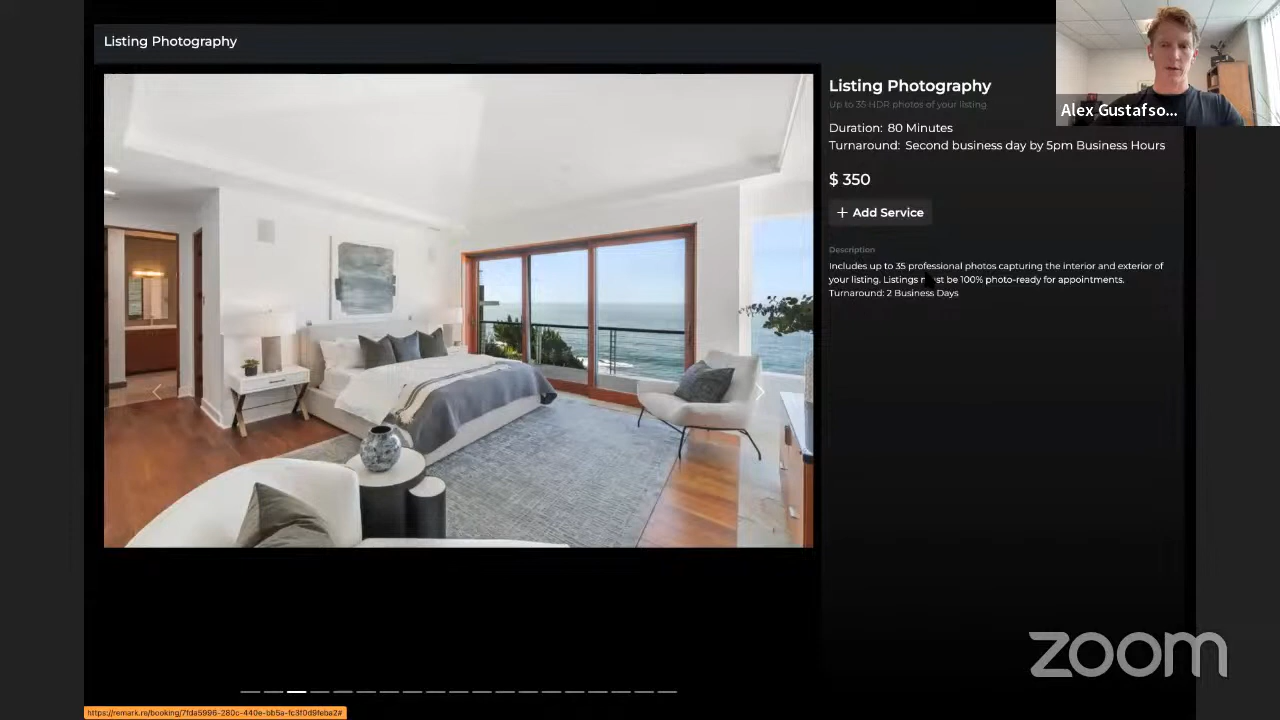 Listing Photography
Listing Photography
Up to 35 HDR photos of your listing
Duration: 80 Minutes
Turnaround: Second business day by 5pm Business Hours
$ 350
+ Add Service
Description
Includes up to 35 professional photos capturing the interior and exterior of
your listing. Listings must be 100% photo-ready for appointments.
Turnaround: 2 Business Days
Alex Gustafso...
zoom
https://remark.re/booking/7fda5996-280c-440e-bb5a-fc3f0d9feba2#